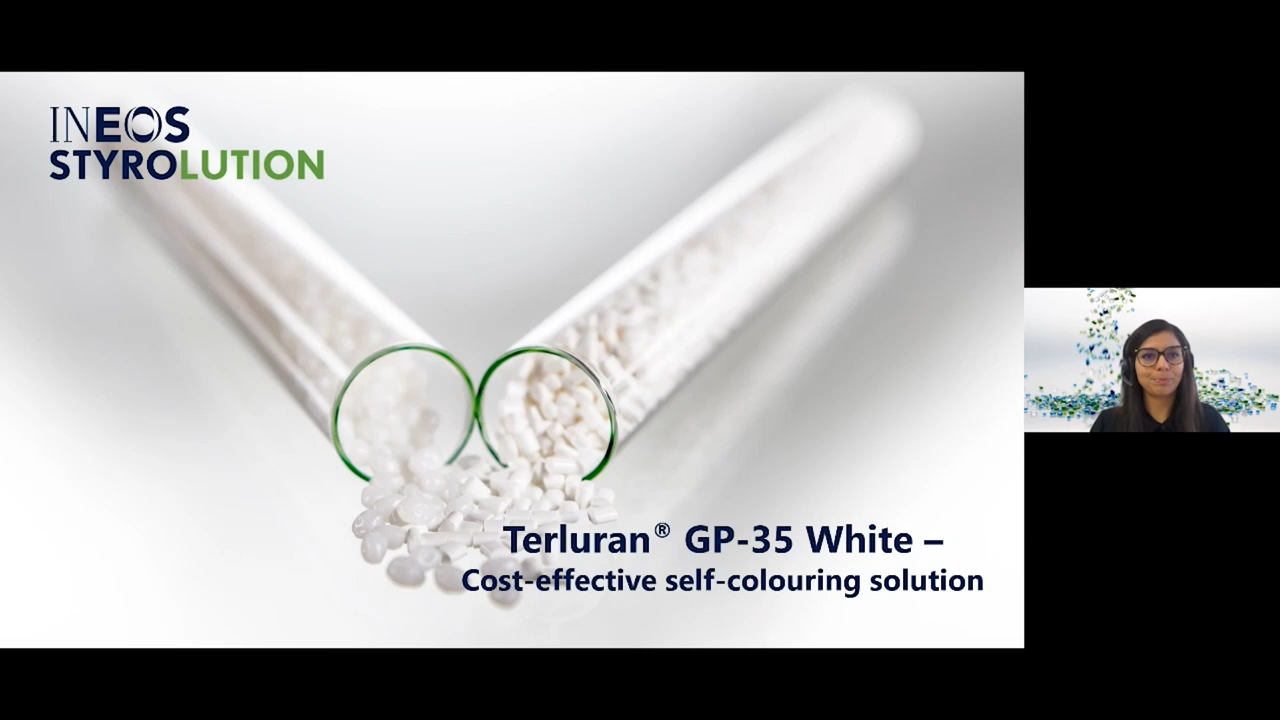 INEOS
STYROLUTION
Terluran® GP-35 White –
Cost-effective self-colouring solution